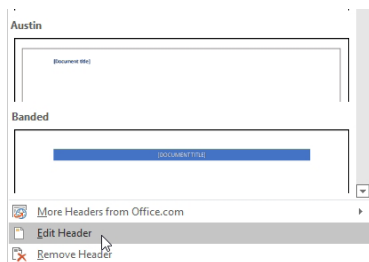 Austin
[Document title]
Banded
[DOCUMENT TITLE]
More Headers from Office.com
Edit Header
Remove Header